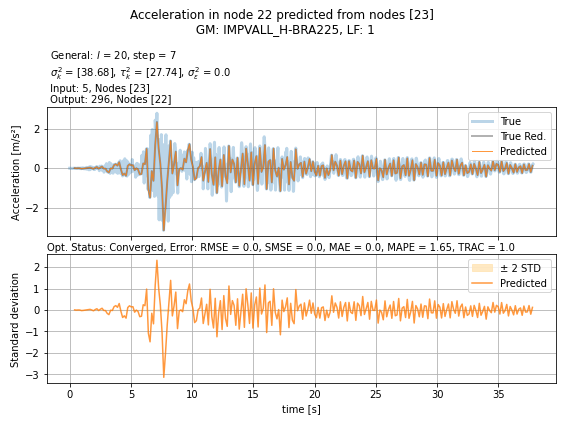 Acceleration in node 22 predicted from nodes [23]
GM: IMPVALL_H-BRA225, LF: 1
General: l = 20, step = 7
σ²ₖ = [38.68], τ²ₖ = [27.74], σ²ε = 0.0
Input: 5, Nodes [23]
Output: 296, Nodes [22]
True
True Red.
Predicted
Acceleration [m/s²]
2
0
−2
Opt. Status: Converged, Error: RMSE = 0.0, SMSE = 0.0, MAE = 0.0, MAPE = 1.65, TRAC = 1.0
± 2 STD
Predicted
Standard deviation
2
1
0
−1
−2
−3
0 5 10 15 20 25 30 35
time [s]